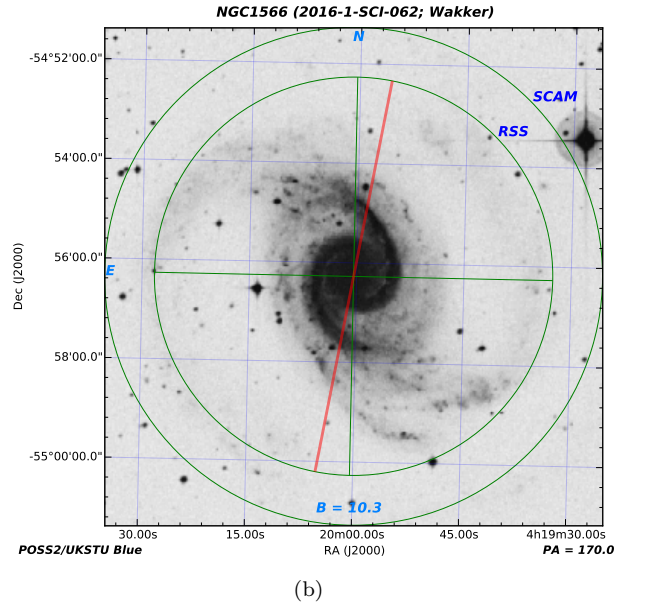 NGC1566 (2016-1-SCI-062; Wakker)
N
-54°52'00.0"
SCAM
RSS
54'00.0"
56'00.0"
E
Dec (J2000)
58'00.0"
-55°00'00.0"
B = 10.3
30.00s 15.00s 20m00.00s 45.00s 4h19m30.00s
POSS2/UKSTU Blue RA (J2000) PA = 170.0
(b)